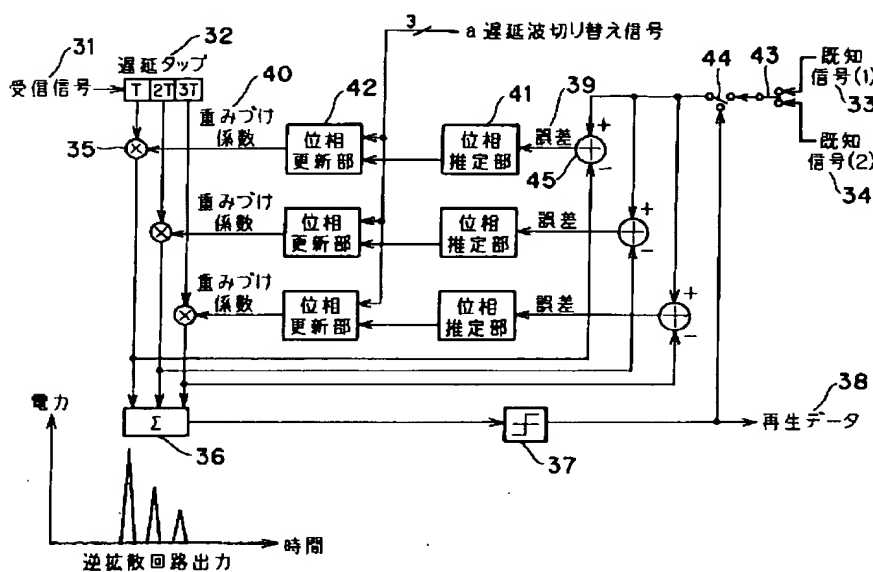 3
a 遅延波切り替え信号
31
32
遅延タップ
受信信号
T 2T 3T
40
重みづけ
係数
42
41
39
44
43
既知
信号(1)
33
既知
信号(2)
34
35
位相
更新部
位相
推定部
誤差
+
45
−
重みづけ
係数
位相
更新部
位相
推定部
誤差
+
−
重みづけ
係数
位相
更新部
位相
推定部
誤差
+
−
電力
Σ
36
37
38
再生データ
時間
逆拡散回路出力